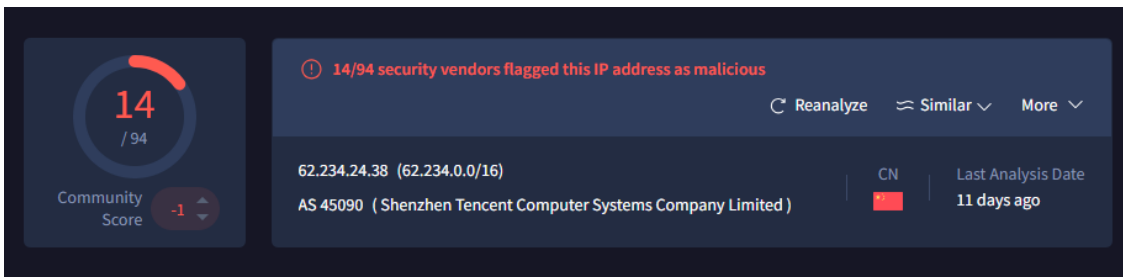 14
/ 94
Community
Score
-1
14/94 security vendors flagged this IP address as malicious
Reanalyze
Similar
More
62.234.24.38 (62.234.0.0/16)
AS 45090 ( Shenzhen Tencent Computer Systems Company Limited )
CN
Last Analysis Date
11 days ago